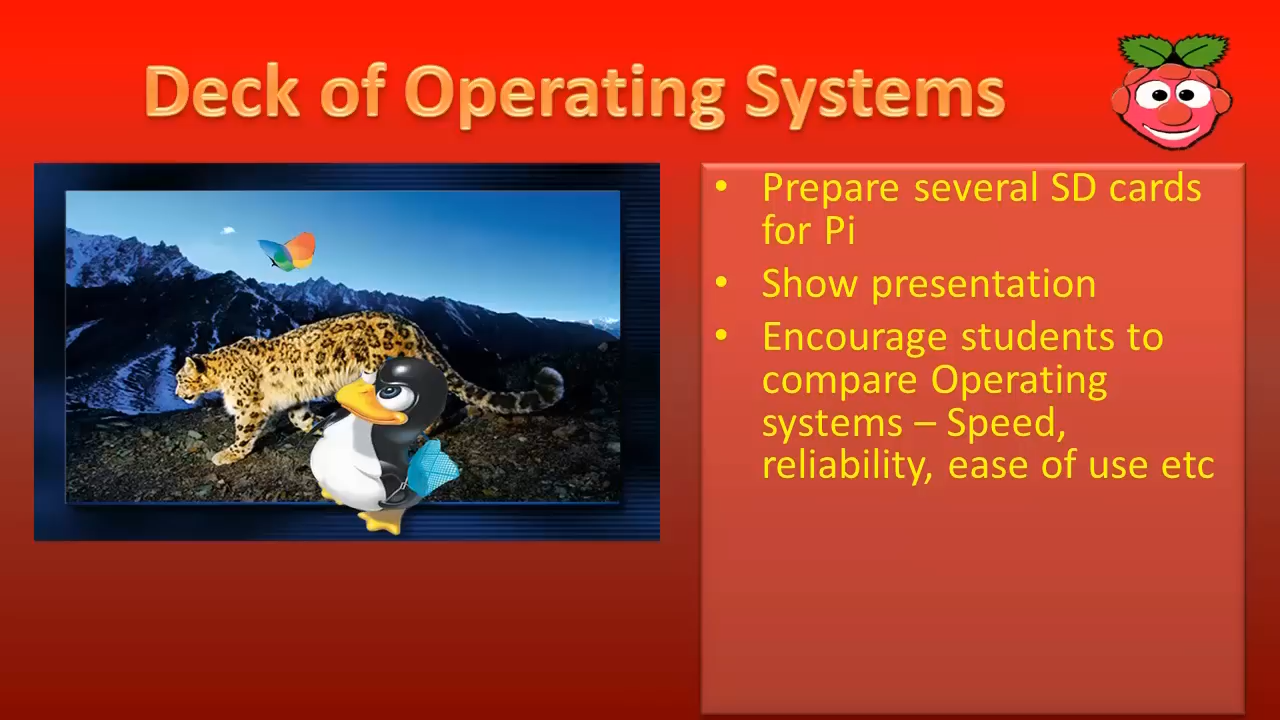 Deck of Operating Systems
• Prepare several SD cards
for Pi
• Show presentation
• Encourage students to
compare Operating
systems – Speed,
reliability, ease of use etc